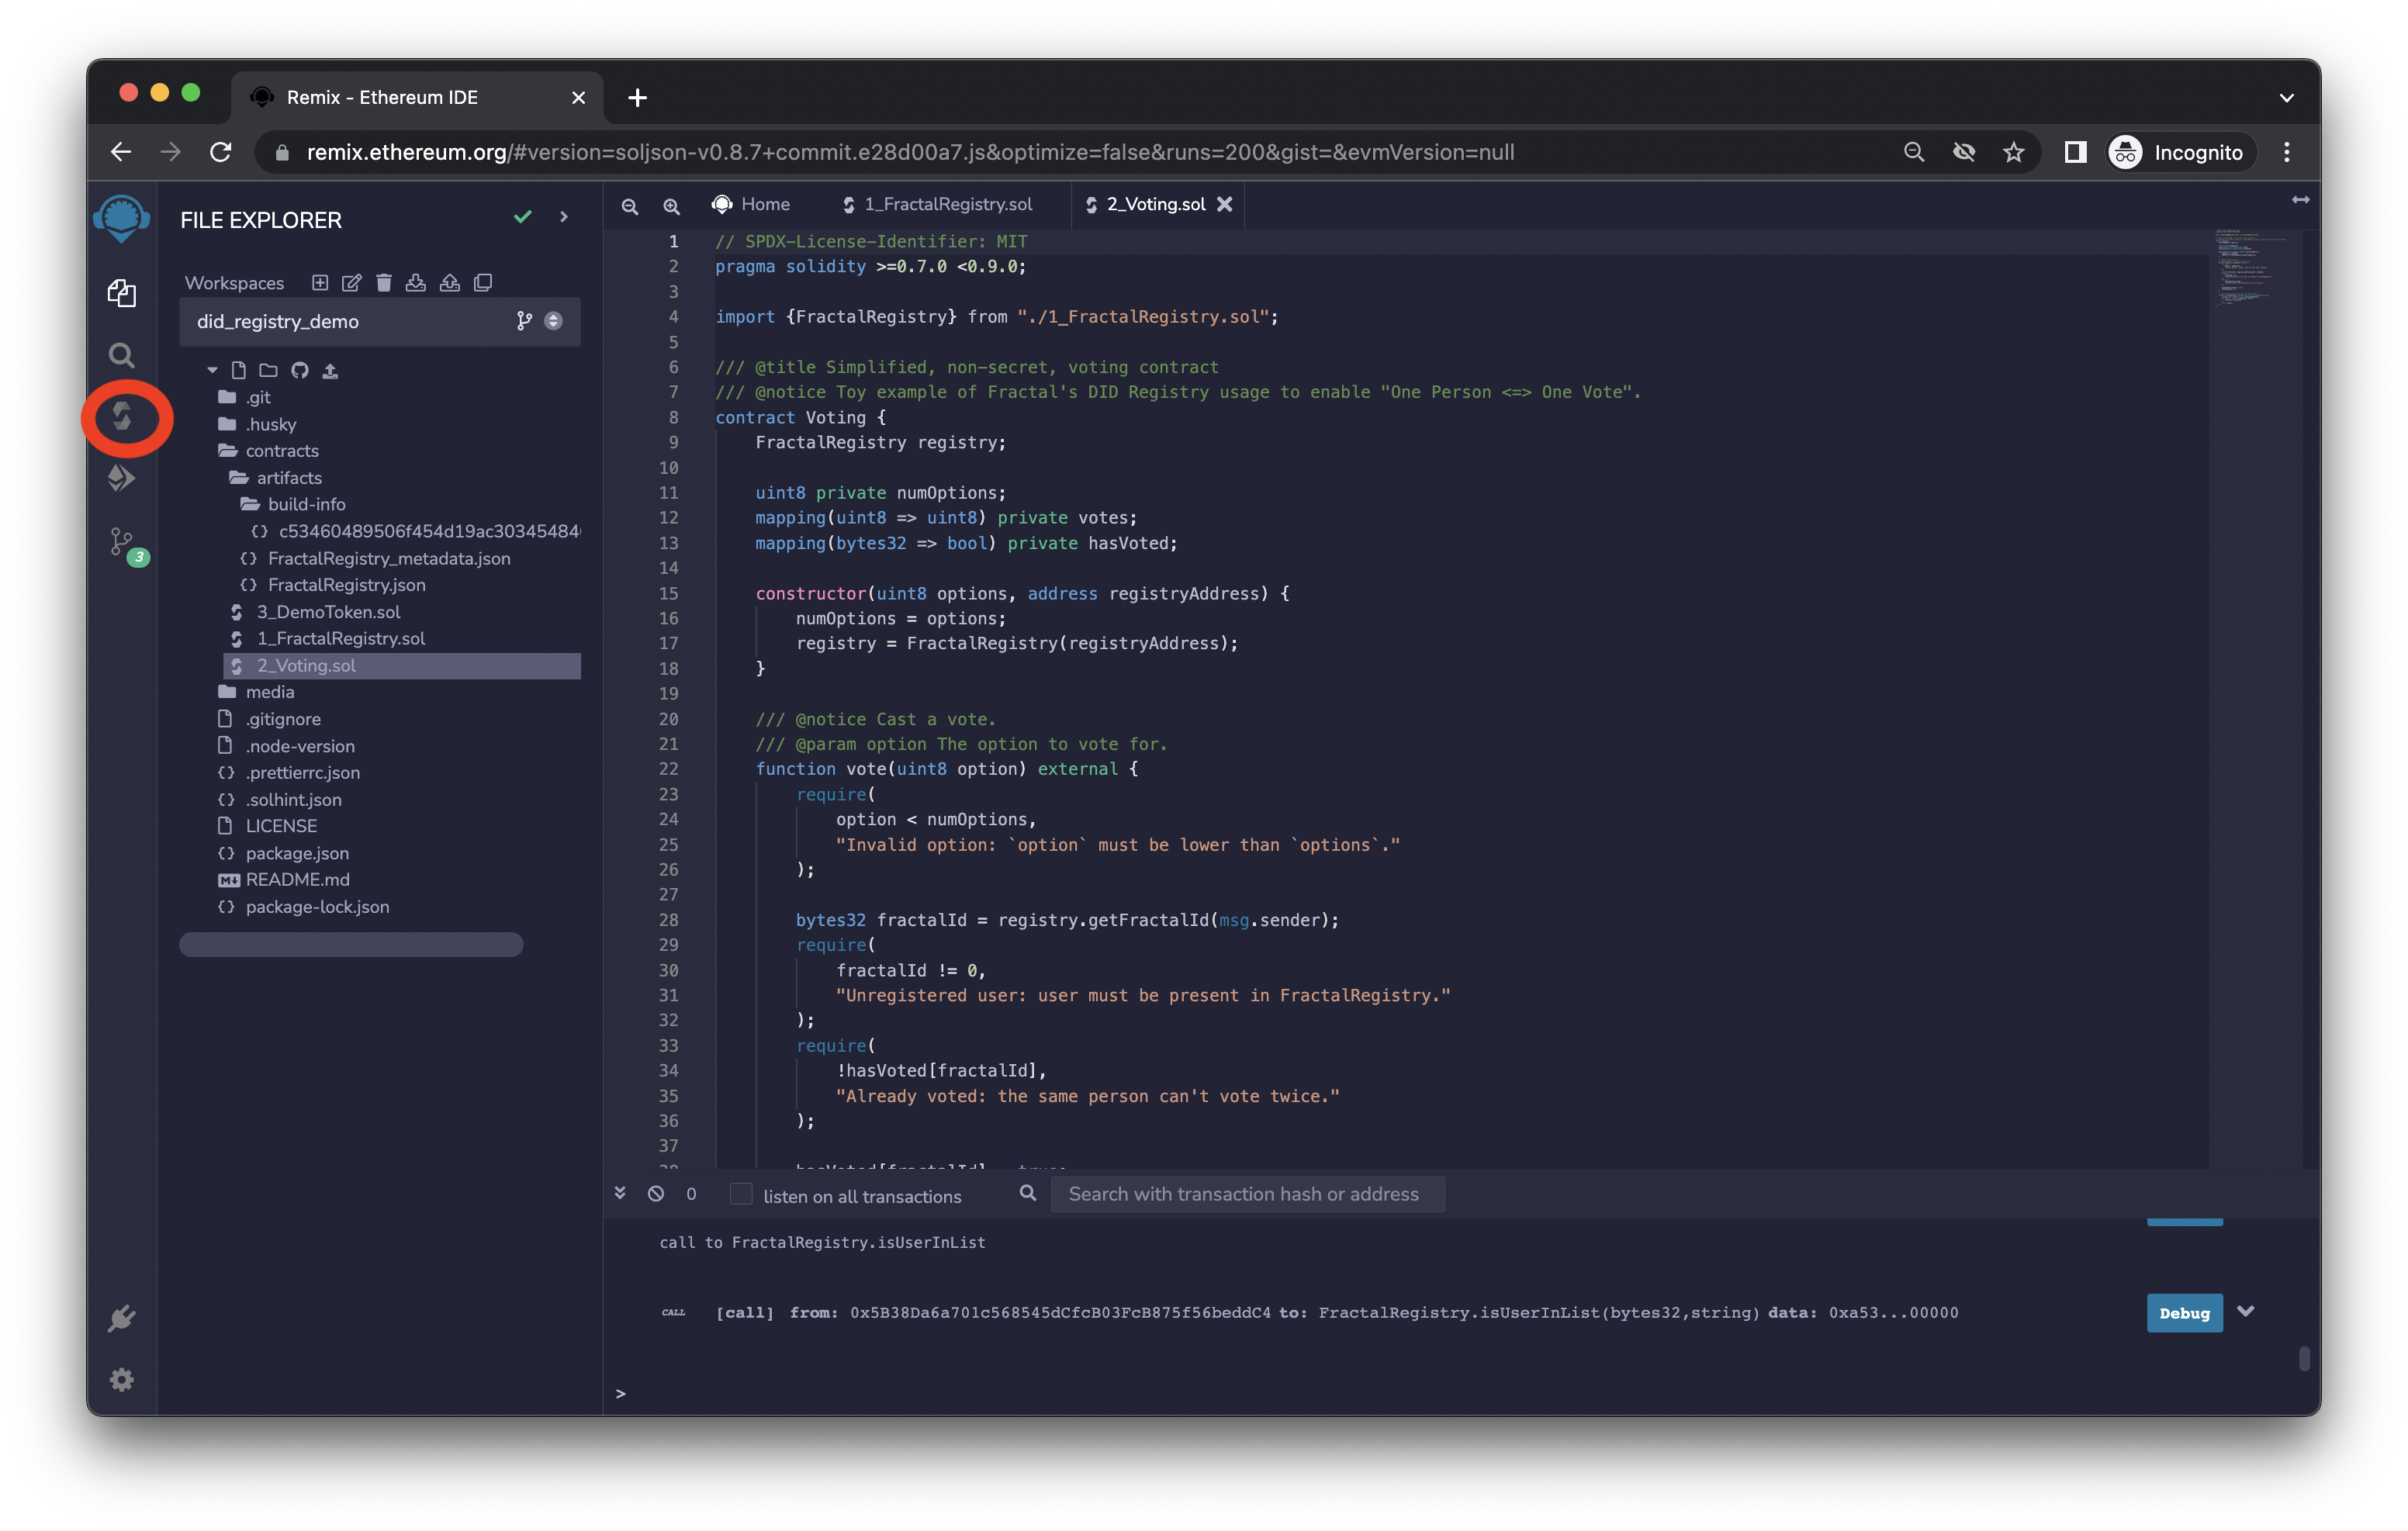 Remix - Ethereum IDE
remix.ethereum.org/#version=soljson-v0.8.7+commit.e28d00a7.js&optimize=false&runs=200&gist=&evmVersion=null
Incognito
FILE EXPLORER
Workspaces
did_registry_demo
.git
.husky
contracts
artifacts
build-info
FractalRegistry_metadata.json
FractalRegistry.json
3_DemoToken.sol
1_FractalRegistry.sol
2_Voting.sol
media
.gitignore
.node-version
.prettierrc.json
.solhint.json
LICENSE
package.json
README.md
package-lock.json
3
Home
1_FractalRegistry.sol
2_Voting.sol
1 // SPDX-License-Identifier: MIT
2 pragma solidity >=0.7.0 <0.9.0;
3
4 import {FractalRegistry} from "./1_FractalRegistry.sol";
5
6 /// @title Simplified, non-secret, voting contract
7 /// @notice Toy example of Fractal's DID Registry usage to enable "One Person <=> One Vote".
8 contract Voting {
9 FractalRegistry registry;
10
11 uint8 private numOptions;
12 mapping(uint8 => uint8) private votes;
13 mapping(bytes32 => bool) private hasVoted;
14
15 constructor(uint8 options, address registryAddress) {
16 numOptions = options;
17 registry = FractalRegistry(registryAddress);
18 }
19
20 /// @notice Cast a vote.
21 /// @param option The option to vote for.
22 function vote(uint8 option) external {
23 require(
24 option < numOptions,
25 "Invalid option: `option` must be lower than `options`."
26 );
27
28 bytes32 fractalId = registry.getFractalId(msg.sender);
29 require(
30 fractalId != 0,
31 "Unregistered user: user must be present in FractalRegistry."
32 );
33 require(
34 !hasVoted[fractalId],
35 "Already voted: the same person can't vote twice."
36 );
37
0
listen on all transactions
Search with transaction hash or address
call to FractalRegistry.isUserInList
CALL [call] from: 0x5B38Da6a701c568545dCfcB03FcB875f56beddC4 to: FractalRegistry.isUserInList(bytes32,string) data: 0xa53...00000
Debug
>